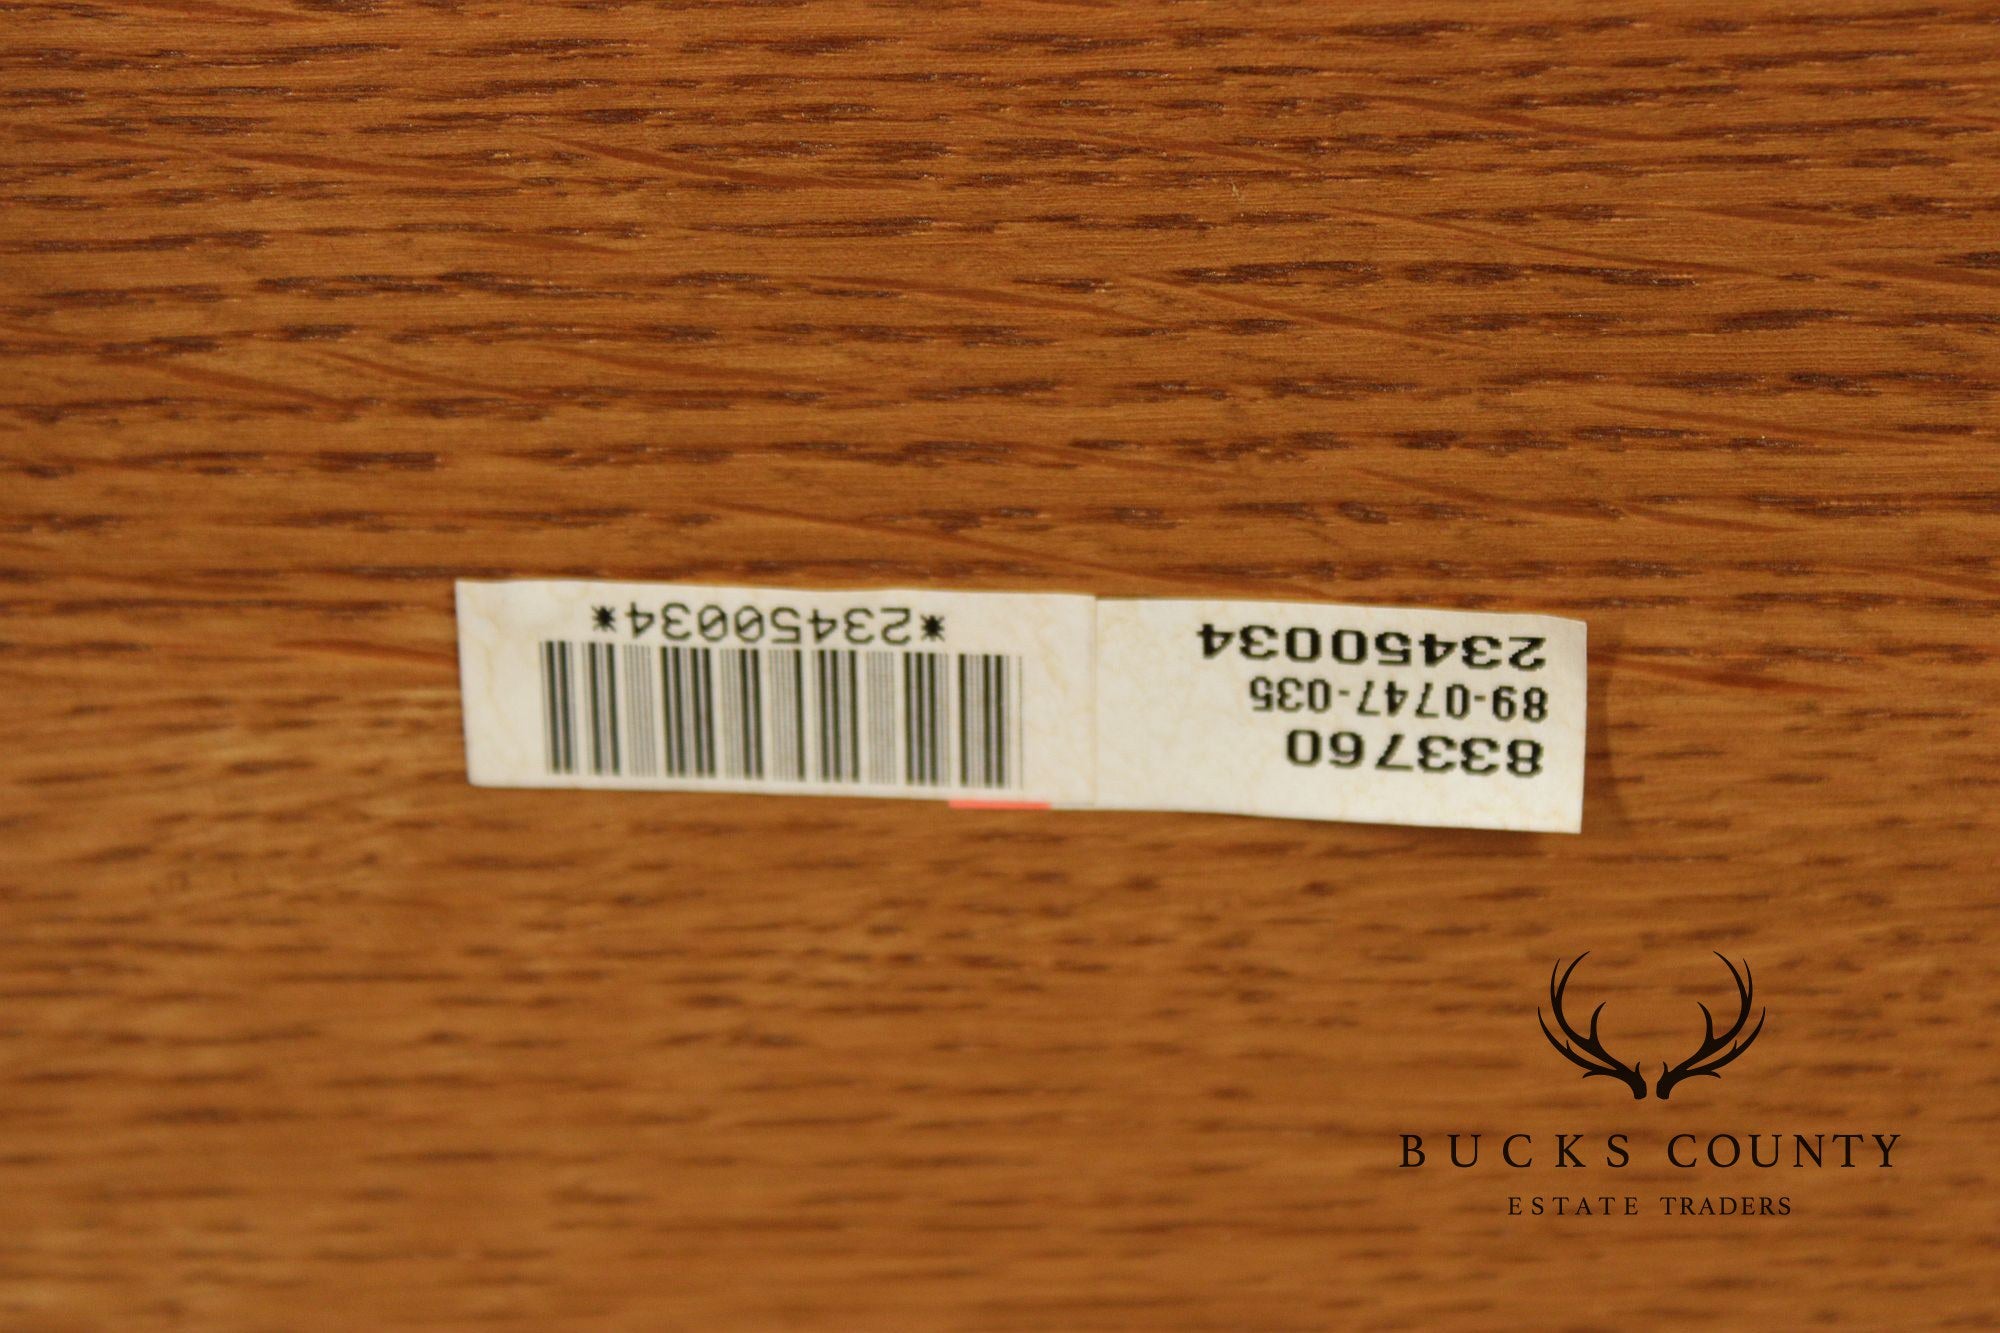 833760
89-0747-035
23450034
*23450034*
BUCKS COUNTY
ESTATE TRADERS